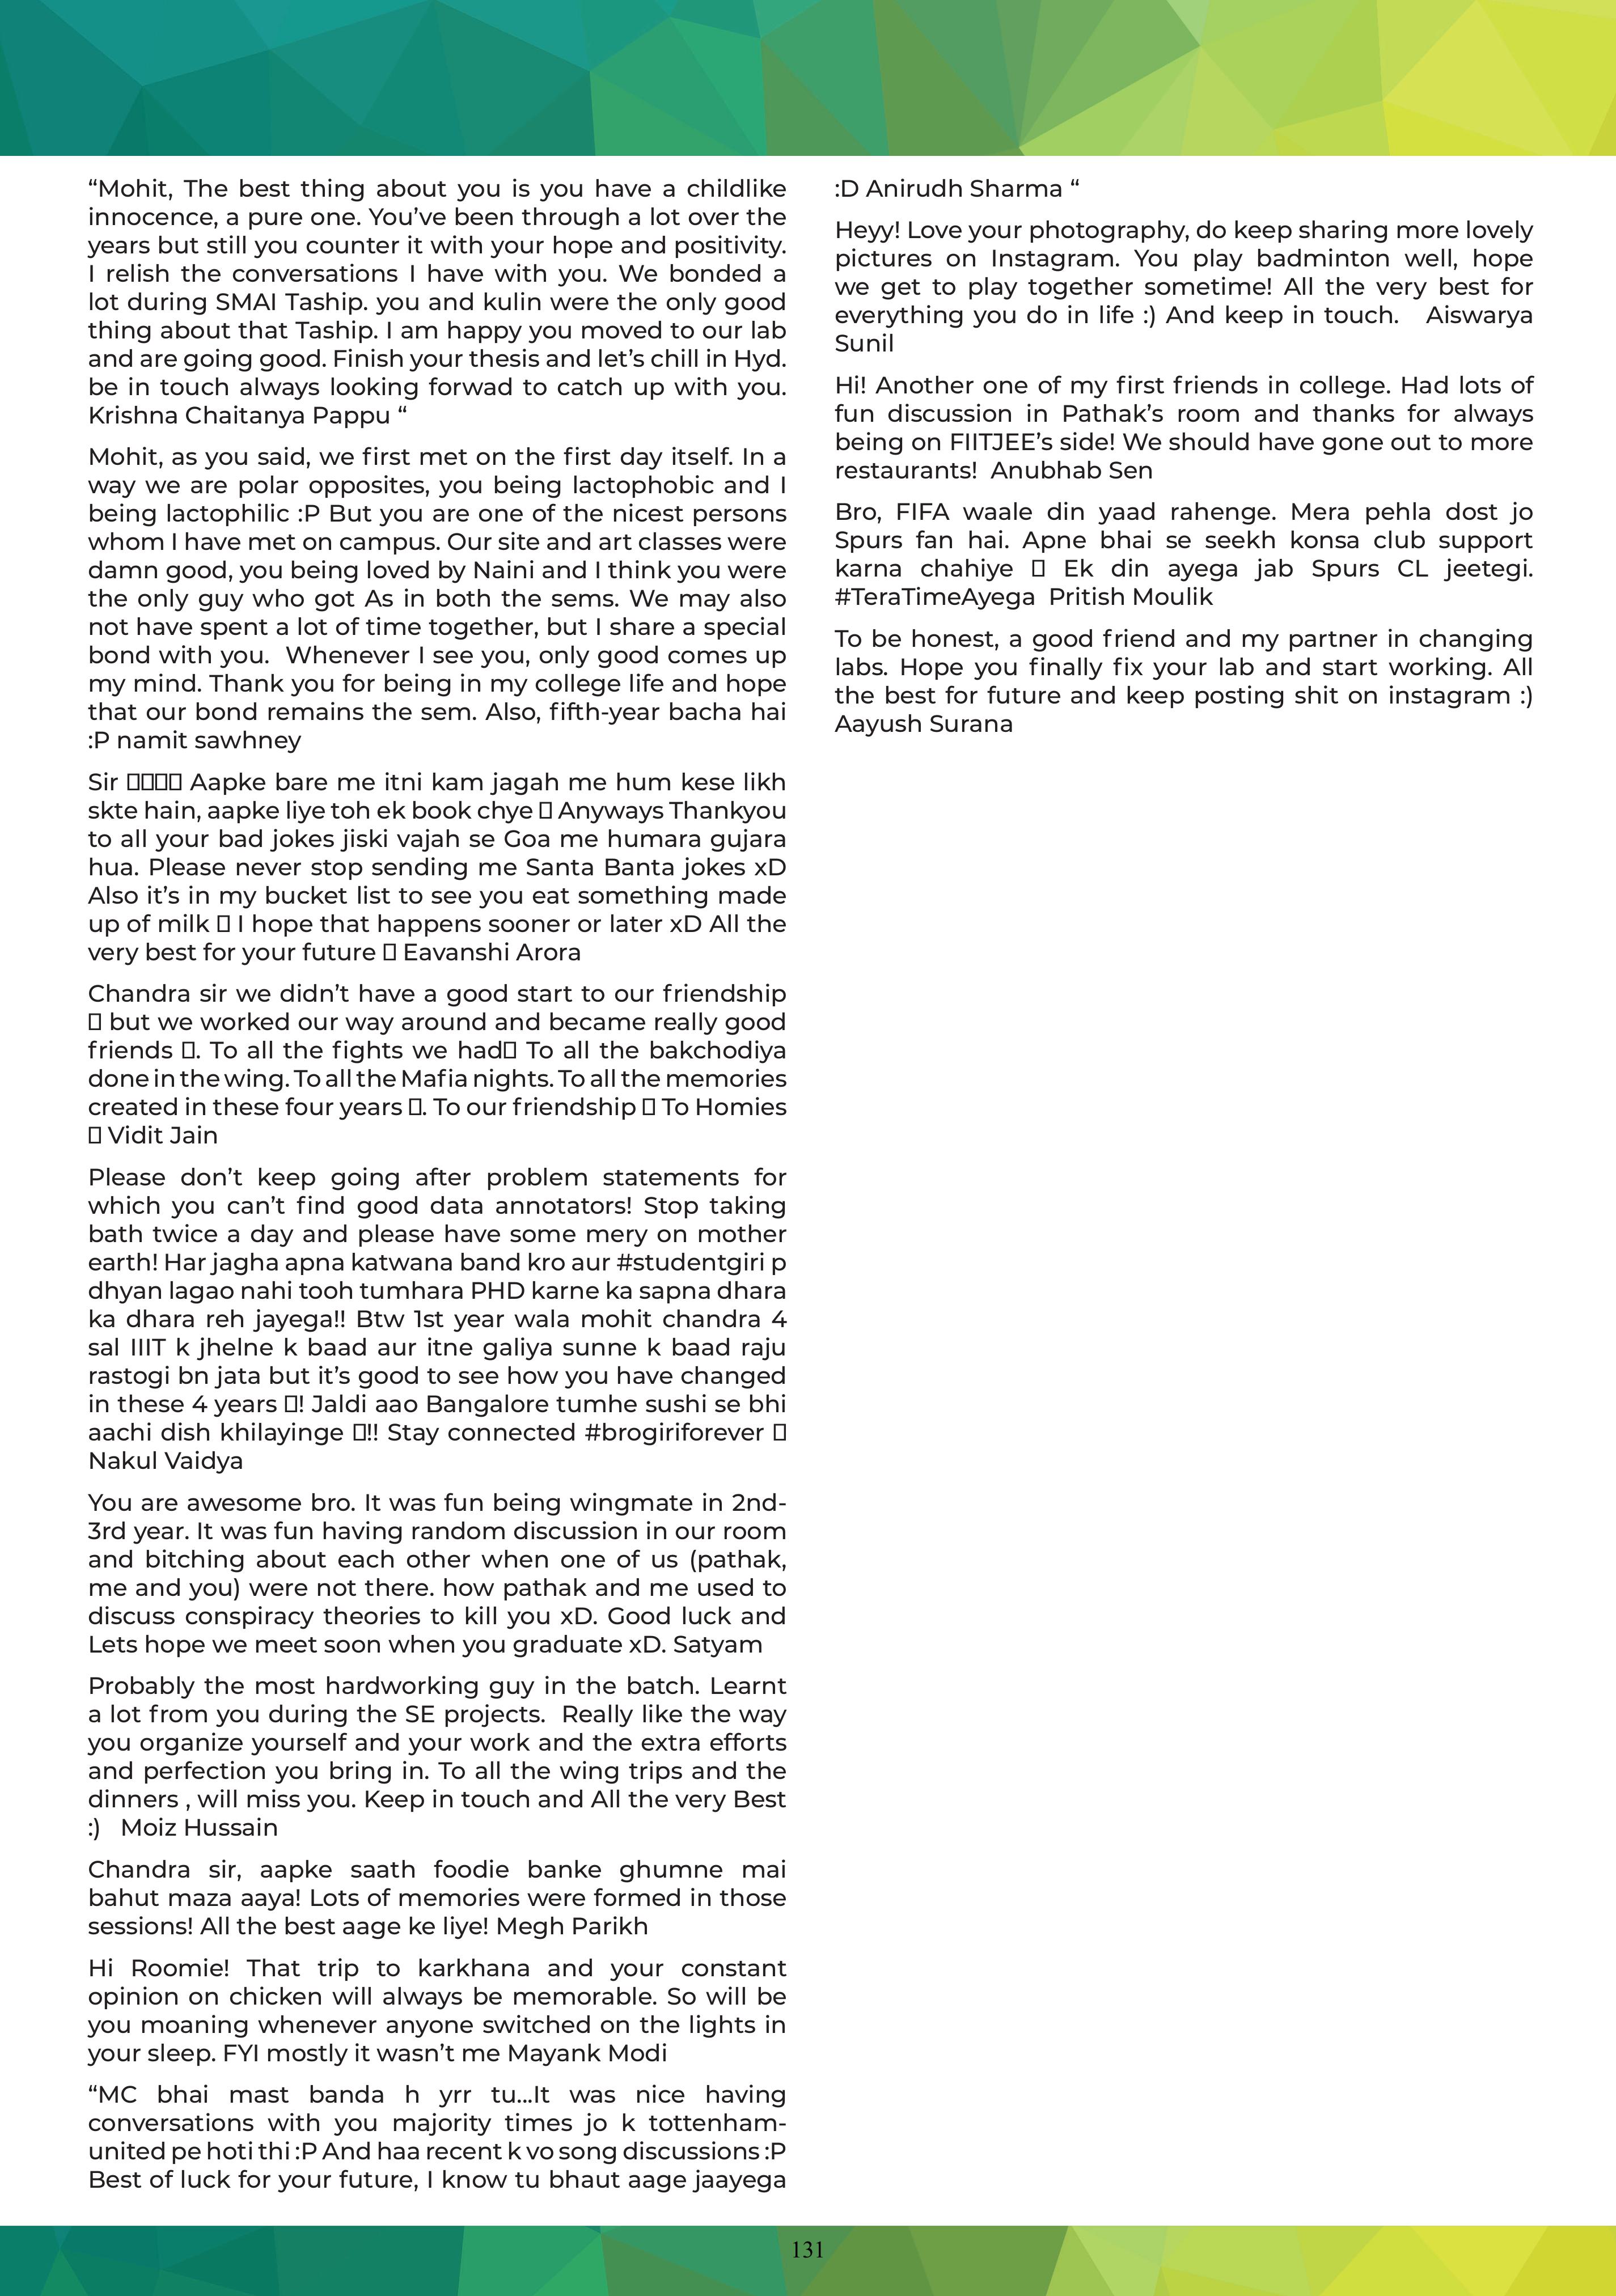 “Mohit, The best thing about you is you have a childlike
innocence, a pure one. You’ve been through a lot over the
years but still you counter it with your hope and positivity.
I relish the conversations I have with you. We bonded a
lot during SMAI Taship. you and kulin were the only good
thing about that Taship. I am happy you moved to our lab
and are going good. Finish your thesis and let’s chill in Hyd.
be in touch always looking forwad to catch up with you.
Krishna Chaitanya Pappu “
Mohit, as you said, we first met on the first day itself. In a
way we are polar opposites, you being lactophobic and I
being lactophilic :P But you are one of the nicest persons
whom I have met on campus. Our site and art classes were
damn good, you being loved by Naini and I think you were
the only guy who got As in both the sems. We may also
not have spent a lot of time together, but I share a special
bond with you.  Whenever I see you, only good comes up
my mind. Thank you for being in my college life and hope
that our bond remains the sem. Also, fifth-year bacha hai
:P namit sawhney
Sir ▯▯▯▯ Aapke bare me itni kam jagah me hum kese likh
skte hain, aapke liye toh ek book chye ▯ Anyways Thankyou
to all your bad jokes jiski vajah se Goa me humara gujara
hua. Please never stop sending me Santa Banta jokes xD
Also it’s in my bucket list to see you eat something made
up of milk ▯ I hope that happens sooner or later xD All the
very best for your future ▯ Eavanshi Arora
Chandra sir we didn’t have a good start to our friendship
▯ but we worked our way around and became really good
friends ▯. To all the fights we had▯ To all the bakchodiya
done in the wing. To all the Mafia nights. To all the memories
created in these four years ▯. To our friendship ▯ To Homies
▯ Vidit Jain
Please don’t keep going after problem statements for
which you can’t find good data annotators! Stop taking
bath twice a day and please have some mery on mother
earth! Har jagha apna katwana band kro aur #studentgiri p
dhyan lagao nahi tooh tumhara PHD karne ka sapna dhara
ka dhara reh jayega!! Btw 1st year wala mohit chandra 4
sal IIIT k jhelne k baad aur itne galiya sunne k baad raju
rastogi bn jata but it’s good to see how you have changed
in these 4 years ▯! Jaldi aao Bangalore tumhe sushi se bhi
aachi dish khilayinge ▯!! Stay connected #brogiriforever ▯
Nakul Vaidya
You are awesome bro. It was fun being wingmate in 2nd-
3rd year. It was fun having random discussion in our room
and bitching about each other when one of us (pathak,
me and you) were not there. how pathak and me used to
discuss conspiracy theories to kill you xD. Good luck and
Lets hope we meet soon when you graduate xD. Satyam
Probably the most hardworking guy in the batch. Learnt
a lot from you during the SE projects.  Really like the way
you organize yourself and your work and the extra efforts
and perfection you bring in. To all the wing trips and the
dinners , will miss you. Keep in touch and All the very Best
:)   Moiz Hussain
Chandra sir, aapke saath foodie banke ghumne mai
bahut maza aaya! Lots of memories were formed in those
sessions! All the best aage ke liye! Megh Parikh
Hi Roomie! That trip to karkhana and your constant
opinion on chicken will always be memorable. So will be
you moaning whenever anyone switched on the lights in
your sleep. FYI mostly it wasn’t me Mayank Modi
“MC bhai mast banda h yrr tu...It was nice having
conversations with you majority times jo k tottenham-
united pe hoti thi :P And haa recent k vo song discussions :P
Best of luck for your future, I know tu bhaut aage jaayega
:D Anirudh Sharma “
Heyy! Love your photography, do keep sharing more lovely
pictures on Instagram. You play badminton well, hope
we get to play together sometime! All the very best for
everything you do in life :) And keep in touch.   Aiswarya
Sunil
Hi! Another one of my first friends in college. Had lots of
fun discussion in Pathak’s room and thanks for always
being on FIITJEE’s side! We should have gone out to more
restaurants!  Anubhab Sen
Bro, FIFA waale din yaad rahenge. Mera pehla dost jo
Spurs fan hai. Apne bhai se seekh konsa club support
karna chahiye ▯ Ek din ayega jab Spurs CL jeetegi.
#TeraTimeAyega  Pritish Moulik
To be honest, a good friend and my partner in changing
labs. Hope you finally fix your lab and start working. All
the best for future and keep posting shit on instagram :)
Aayush Surana
131